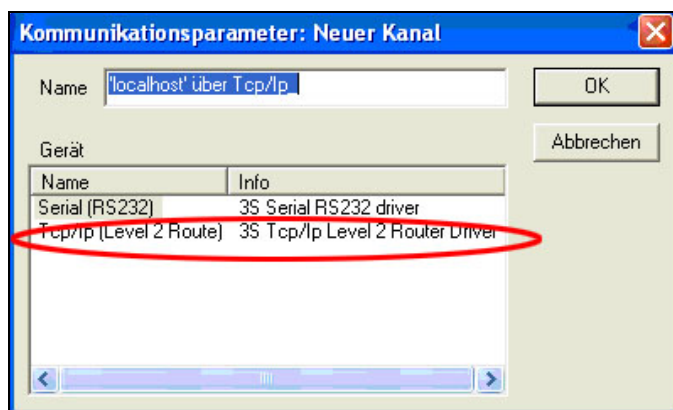 Kommunikationsparameter: Neuer Kanal
Name 'localhost' über Tcp/Ip_ OK
Abbrechen
Gerät
Name Info
Serial (RS232) 3S Serial RS232 driver
Tcp/Ip (Level 2 Route) 3S Tcp/Ip Level 2 Router Driver